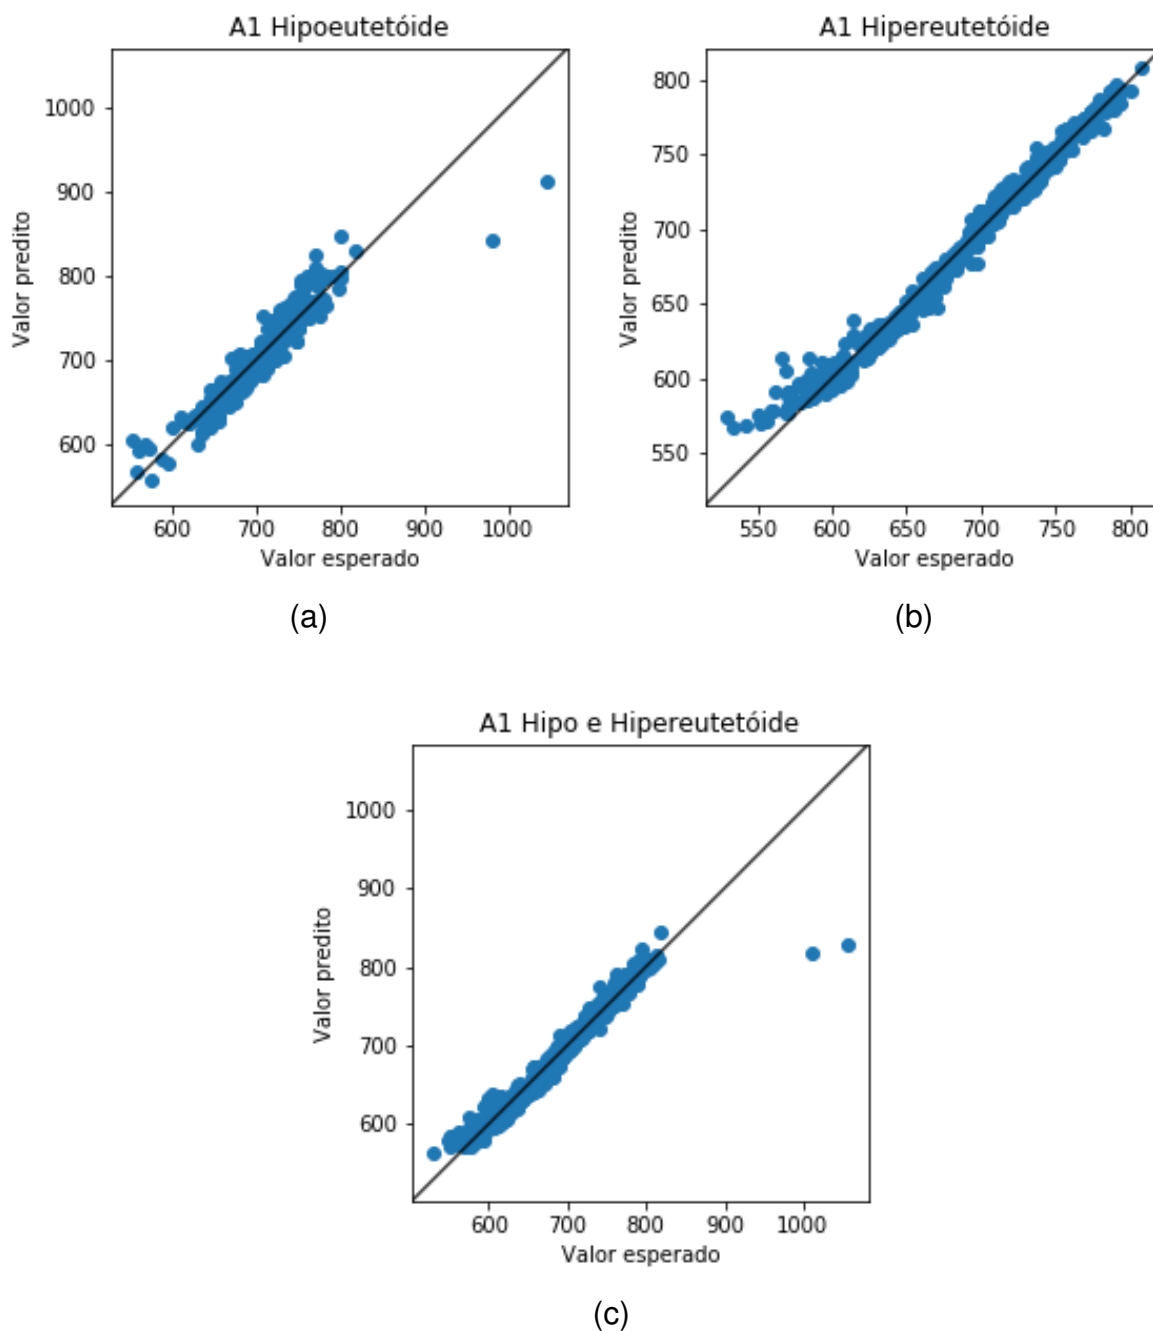 A1 Hipoeutetóide
1000
900
800
700
600
Valor predito
600 700 800 900 1000
Valor esperado
(a)
A1 Hipereutetóide
800
750
700
650
600
550
Valor predito
550 600 650 700 750 800
Valor esperado
(b)
A1 Hipo e Hipereutetóide
1000
900
800
700
600
Valor predito
600 700 800 900 1000
Valor esperado
(c)